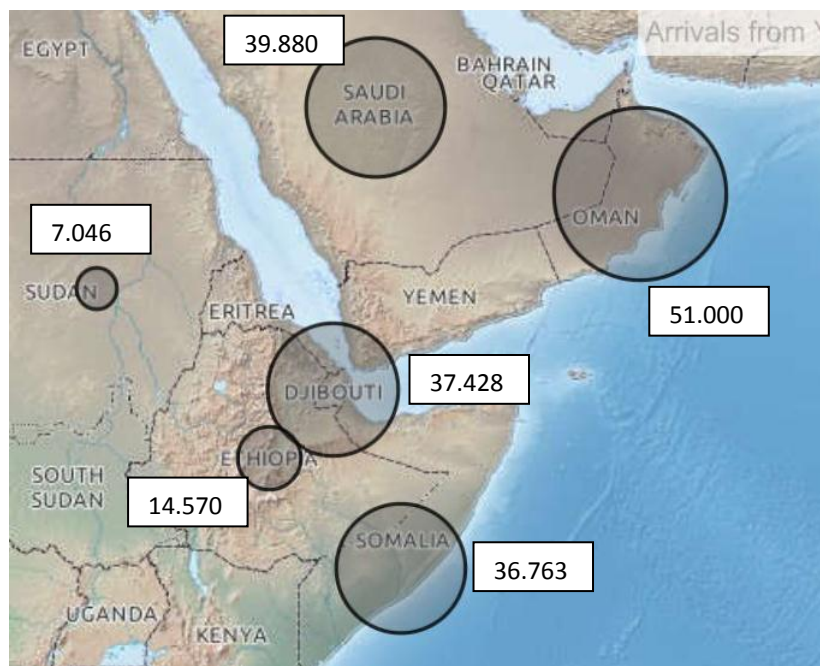 Arrivals from Y
39.880
EGYPT
BAHRAIN
QATAR
SAUDI
ARABIA
7.046
OMAN
SUDAN
YEMEN
ERITREA
51.000
DJIBOUTI
37.428
ETHIOPIA
SOUTH
SUDAN
14.570
SOMALIA
36.763
UGANDA
KENYA